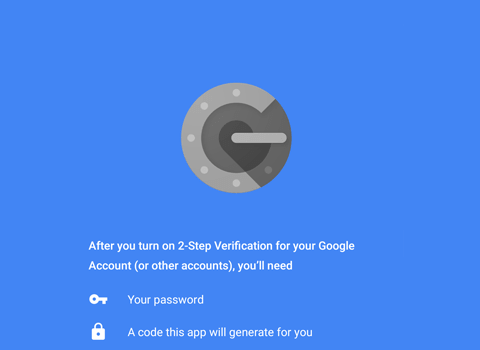 After you turn on 2-Step Verification for your Google
Account (or other accounts), you'll need
Your password
A code this app will generate for you